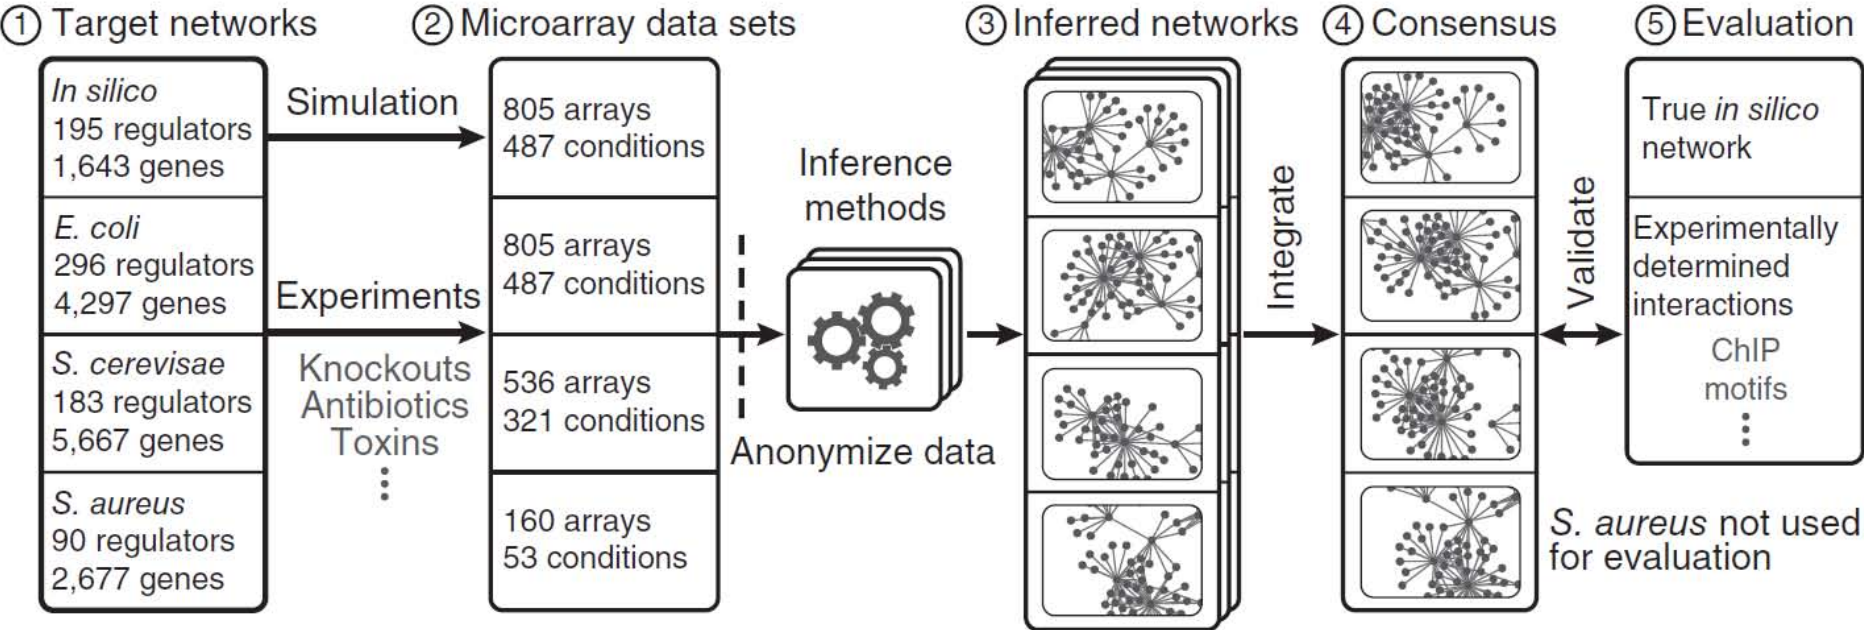 ① Target networks
In silico
195 regulators
1,643 genes
E. coli
296 regulators
4,297 genes
S. cerevisae
183 regulators
5,667 genes
S. aureus
90 regulators
2,677 genes
Simulation
Experiments
Knockouts
Antibiotics
Toxins
② Microarray data sets
805 arrays
487 conditions
805 arrays
487 conditions
536 arrays
321 conditions
160 arrays
53 conditions
Inference
methods
Anonymize data
③ Inferred networks
Integrate
④ Consensus
Validate
⑤ Evaluation
True in silico
network
Experimentally
determined
interactions
ChIP
motifs
S. aureus not used
for evaluation